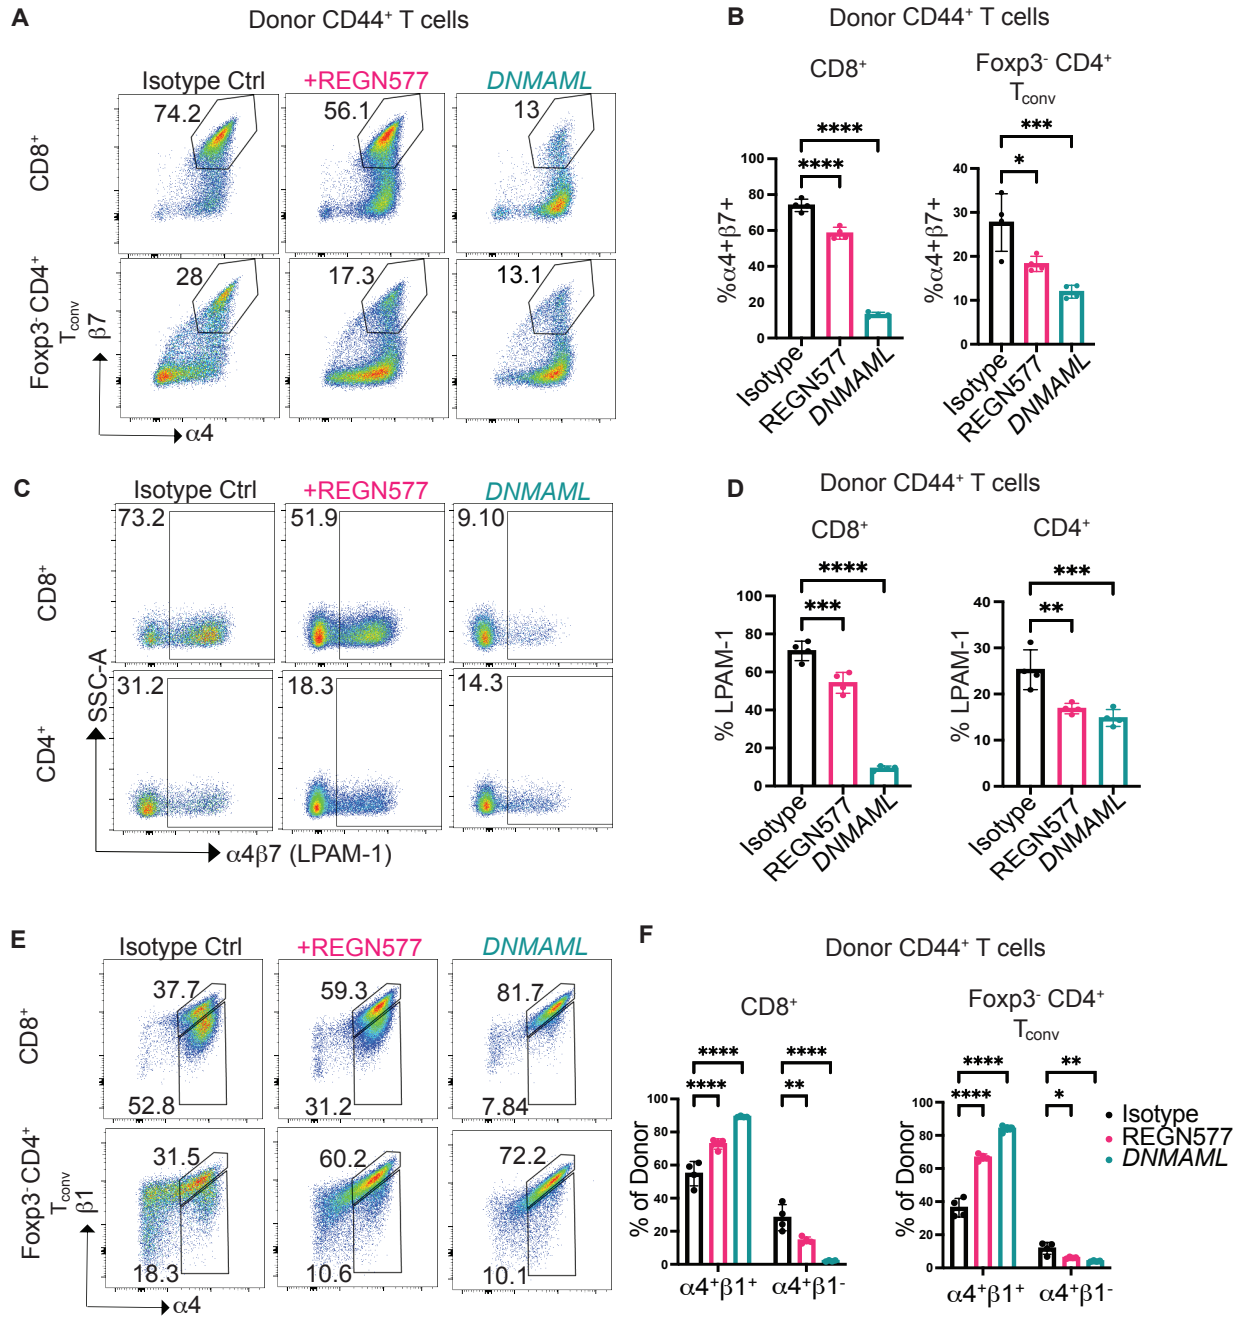 A
Donor CD44⁺ T cells
Isotype Ctrl
+REGN577
DNMAML
CD8⁺
74.2
56.1
13
Foxp3⁻ CD4⁺
Tconv
28
17.3
13.1
β7
α4
B
Donor CD44⁺ T cells
CD8⁺
Foxp3⁻ CD4⁺
Tconv
%α4+β7+
100
80
60
40
20
0
****
****
Isotype
REGN577
DNMAML
%α4+β7+
40
30
20
10
0
***
*
Isotype
REGN577
DNMAML
C
Isotype Ctrl
+REGN577
DNMAML
CD8⁺
73.2
51.9
9.10
CD4⁺
31.2
18.3
14.3
SSC-A
α4β7 (LPAM-1)
D
Donor CD44⁺ T cells
CD8⁺
CD4⁺
% LPAM-1
100
80
60
40
20
0
****
***
Isotype
REGN577
DNMAML
% LPAM-1
40
30
20
10
0
***
**
Isotype
REGN577
DNMAML
E
Isotype Ctrl
+REGN577
DNMAML
CD8⁺
37.7
59.3
81.7
52.8
31.2
7.84
Foxp3⁻ CD4⁺
Tconv
31.5
60.2
72.2
18.3
10.6
10.1
β1
α4
F
Donor CD44⁺ T cells
CD8⁺
Foxp3⁻ CD4⁺
Tconv
% of Donor
100
80
60
40
20
0
****
****
****
**
α4⁺β1⁺
α4⁺β1⁻
% of Donor
100
80
60
40
20
0
****
**
****
*
α4⁺β1⁺
α4⁺β1⁻
Isotype
REGN577
DNMAML